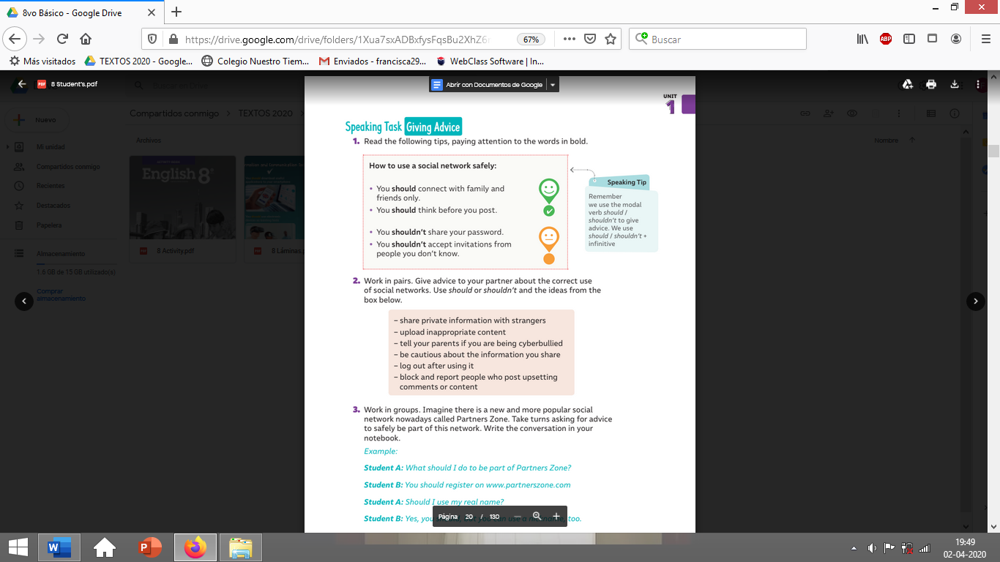 8vo Básico - Google Drive
https://drive.google.com/drive/folders/1Xua7sxADBxfysFqsBu2XhZ6
67%
Buscar
Más visitados
TEXTOS 2020 - Google...
Colegio Nuestro Tiem...
Enviados - francisca29...
WebClass Software | In...
8 Student's.pdf
Buscar en Drive
Abrir con Documentos de Google
Nuevo
Compartidos conmigo
TEXTOS 2020
Mi unidad
Compartidos conmigo
Recientes
Destacados
Papelera
Almacenamiento
1.6 GB de 15 GB utilizado(s)
Comprar
almacenamiento
Archivos
Nombre
English 8°
8 Activity.pdf
8 Láminas.p
UNIT
1
Speaking Task Giving Advice
1. Read the following tips, paying attention to the words in bold.
How to use a social network safely:
• You should connect with family and
friends only.
• You should think before you post.
• You shouldn't share your password.
• You shouldn't accept invitations from
people you don't know.
Speaking Tip
Remember
we use the modal
verb should /
shouldn't to give
advice. We use
should / shouldn't +
infinitive
2. Work in pairs. Give advice to your partner about the correct use
of social networks. Use should or shouldn't and the ideas from the
box below.
– share private information with strangers
– upload inappropriate content
– tell your parents if you are being cyberbullied
– be cautious about the information you share
– log out after using it
– block and report people who post upsetting
comments or content
3. Work in groups. Imagine there is a new and more popular social
network nowadays called Partners Zone. Take turns asking for advice
to safely be part of this network. Write the conversation in your
notebook.
Example:
Student A: What should I do to be part of Partners Zone?
Student B: You should register on www.partnerszone.com
Student A: Should I use my real name?
Student B: Yes, you too.
Página 20 / 130
19:49
02-04-2020